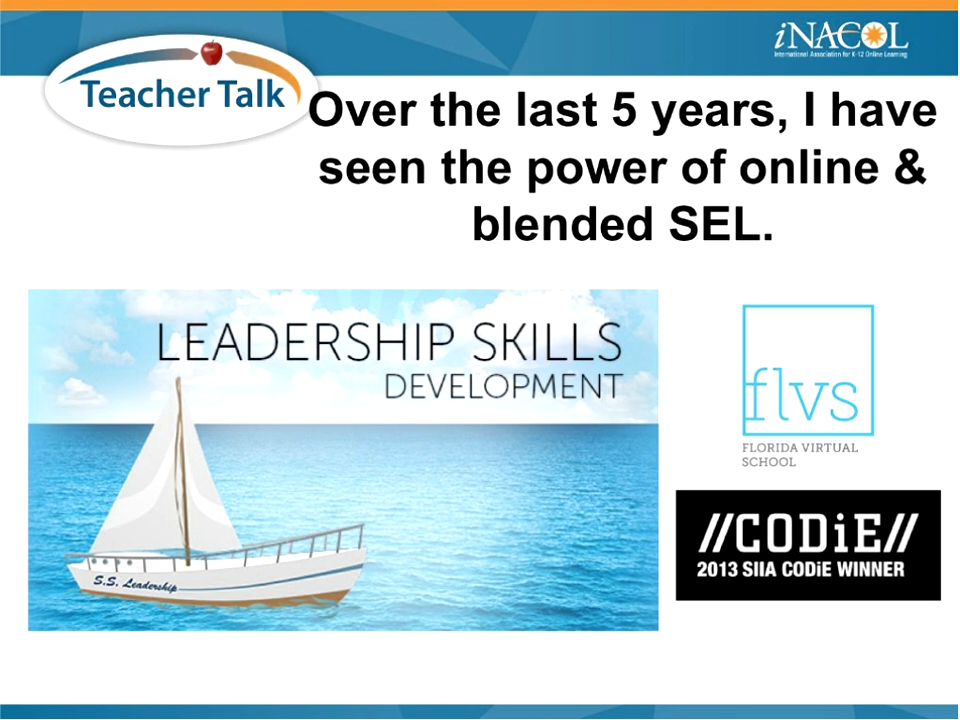 iNACOL
International Association for K-12 Online Learning
Teacher Talk
Over the last 5 years, I have
seen the power of online &
blended SEL.
LEADERSHIP SKILLS
DEVELOPMENT
S.S. Leadership
flvs
FLORIDA VIRTUAL
SCHOOL
//CODiE//
2013 SIIA CODiE WINNER